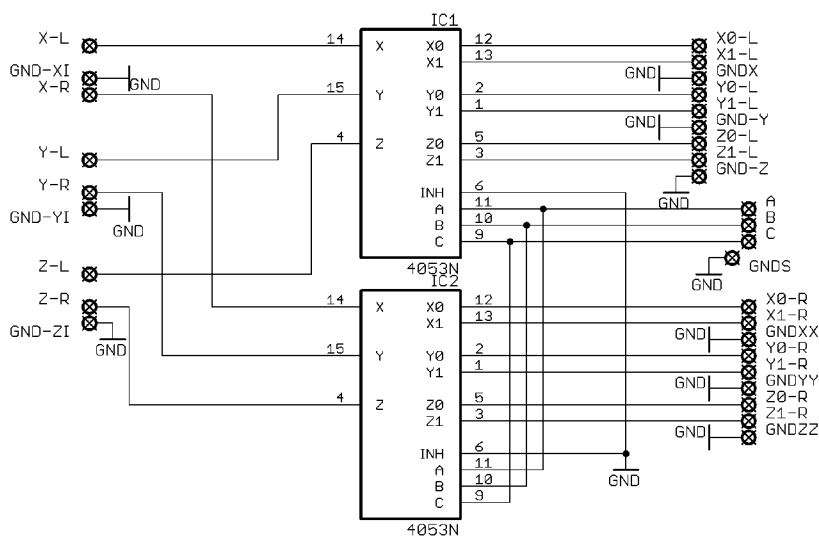 IC1
X-L 14 X X0 12 X0-L
X1 13 X1-L
GND-XI GND GND GNDX
X-R 15 Y Y0 2 Y0-L
Y1 1 Y1-L
GND GND-Y
4 Z Z0 5 Z0-L
Y-L Z1 3 Z1-L
GND-Z
Y-R INH 6 GND
GND-YI GND A 11 A
B 10 B
C 9 C
GNDS
Z-L 4053N GND
IC2
Z-R 14 X X0 12 X0-R
GND-ZI GND X1 13 X1-R
GND GNDXX
15 Y Y0 2 Y0-R
Y1 1 Y1-R
GND GNDYY
4 Z Z0 5 Z0-R
Z1 3 Z1-R
GND GNDZZ
INH 6
A 11 GND
B 10
C 9
4053N